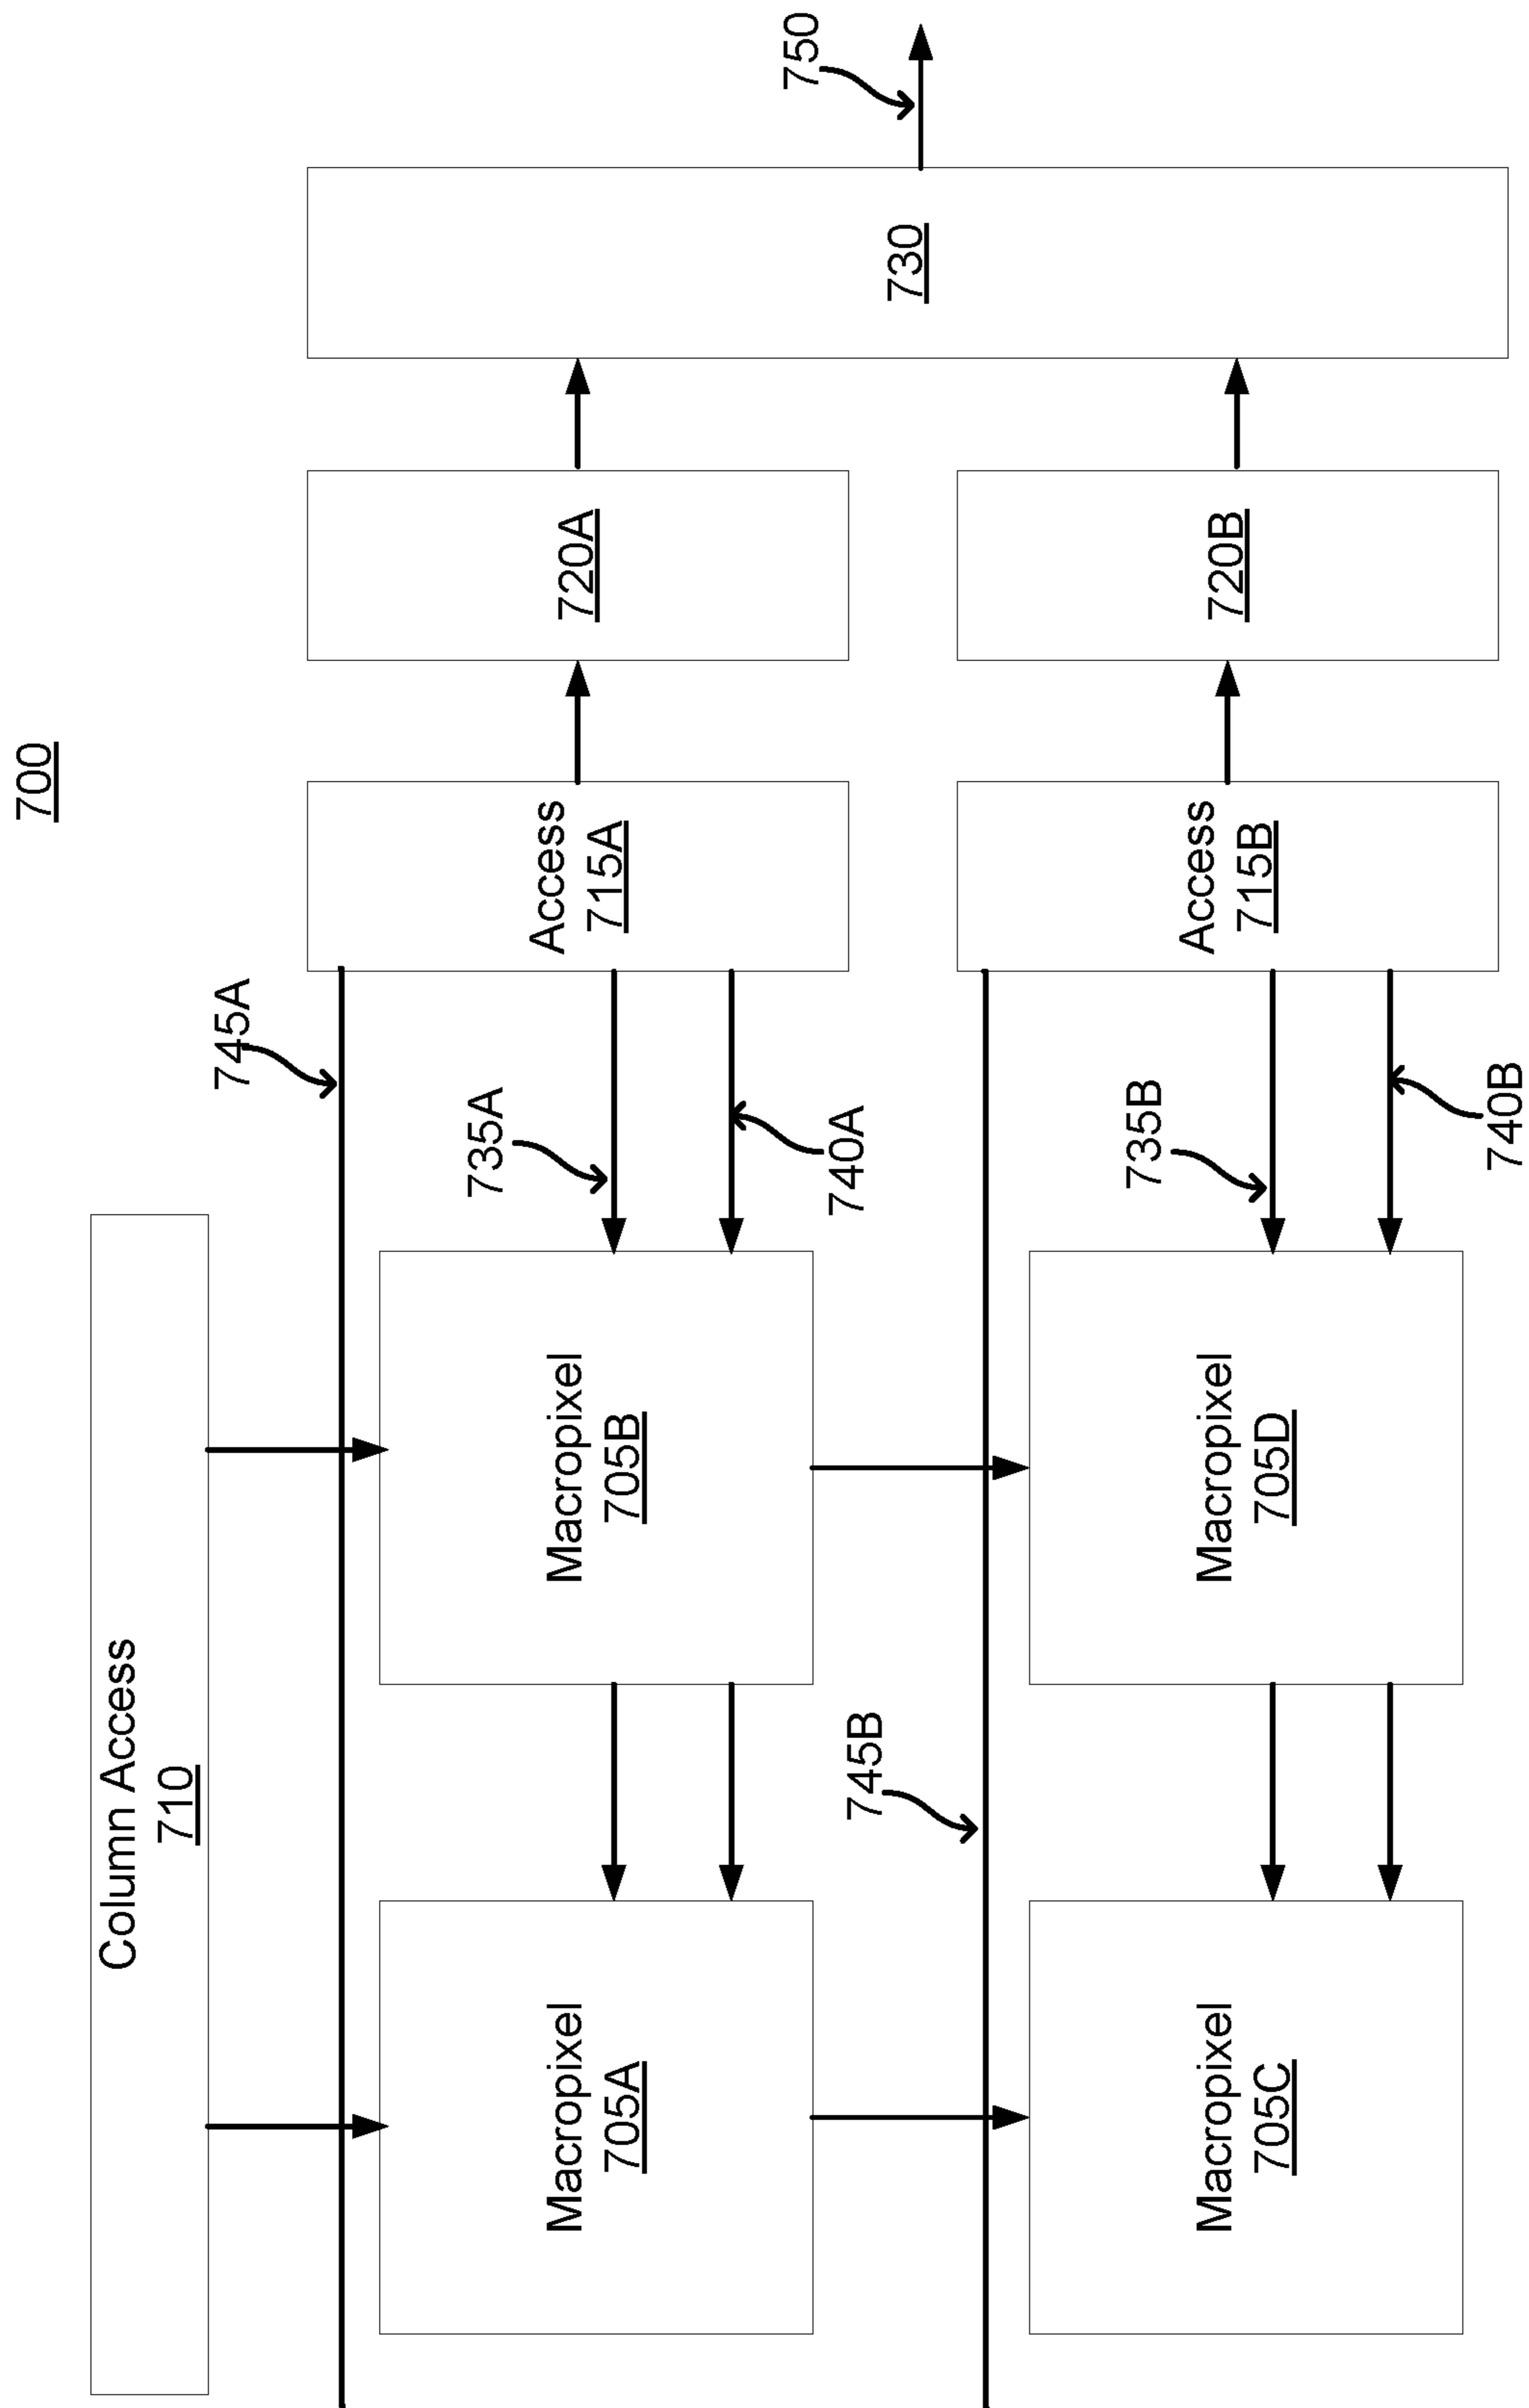 700
Column Access
710
745A
Macropixel
705A
Macropixel
705B
735A
740A
Access
715A
720A
730
750
745B
Macropixel
705C
Macropixel
705D
735B
740B
Access
715B
720B